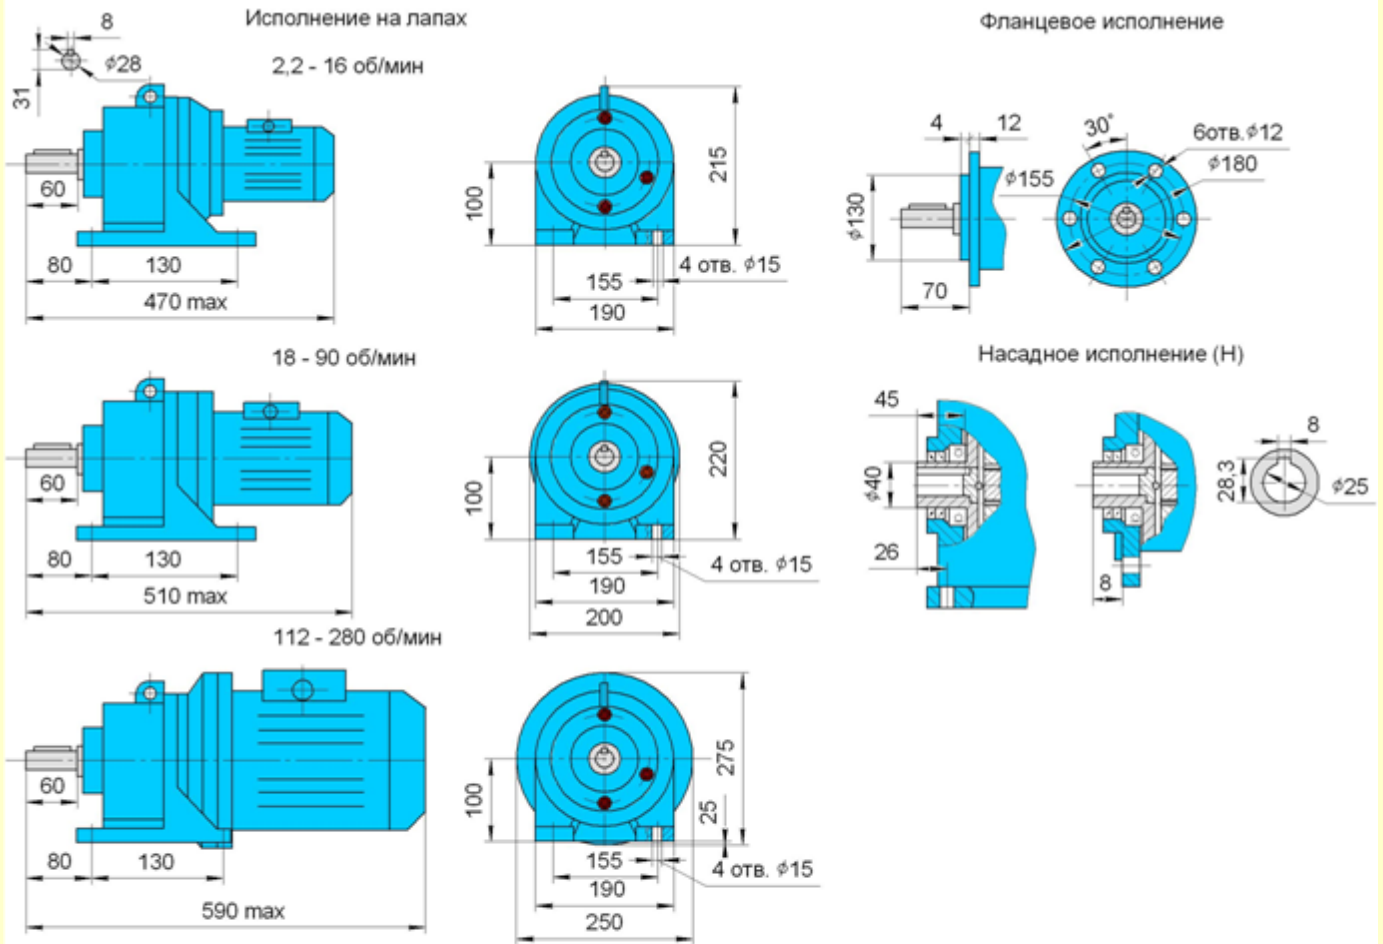 Исполнение на лапах
8
ϕ28
31
2,2 - 16 об/мин
60
80
130
470 max
100
215
155
4 отв. ϕ15
190
18 - 90 об/мин
60
80
130
510 max
100
220
155
4 отв. ϕ15
190
200
112 - 280 об/мин
60
80
130
590 max
100
275
25
155
4 отв. ϕ15
190
250
Фланцевое исполнение
4
12
30°
6отв.ϕ12
ϕ180
ϕ155
ϕ130
70
Насадное исполнение (Н)
45
ϕ40
26
8
8
28,3
ϕ25